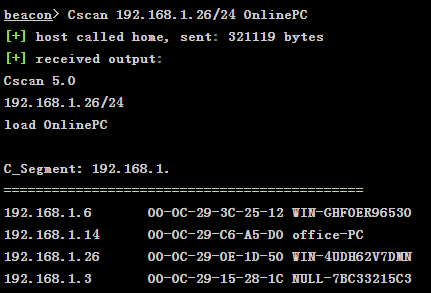 beacon> Cscan 192.168.1.26/24 OnlinePC
[+] host called home, sent: 321119 bytes
[+] received output:
Cscan 5.0
192.168.1.26/24
load OnlinePC
C_Segment: 192.168.1.
=============================================
192.168.1.6 00-0C-29-3C-25-12 WIN-GHFOER96530
192.168.1.14 00-0C-29-C6-A5-D0 office-PC
192.168.1.26 00-0C-29-0E-1D-50 WIN-4UDH62V7DMN
192.168.1.3 00-0C-29-15-28-1C NULL-7BC33215C3